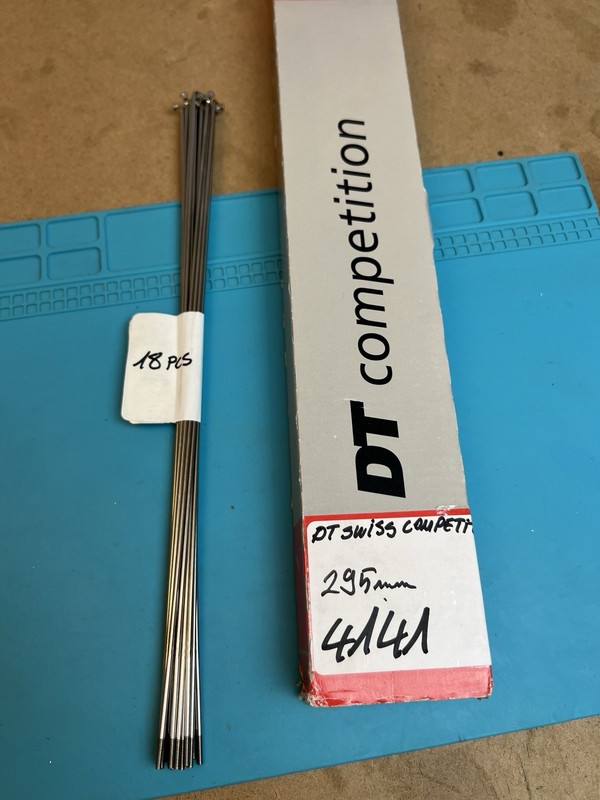 18 PCS
DT competition
DT SWISS COMPETI
295mm
4141